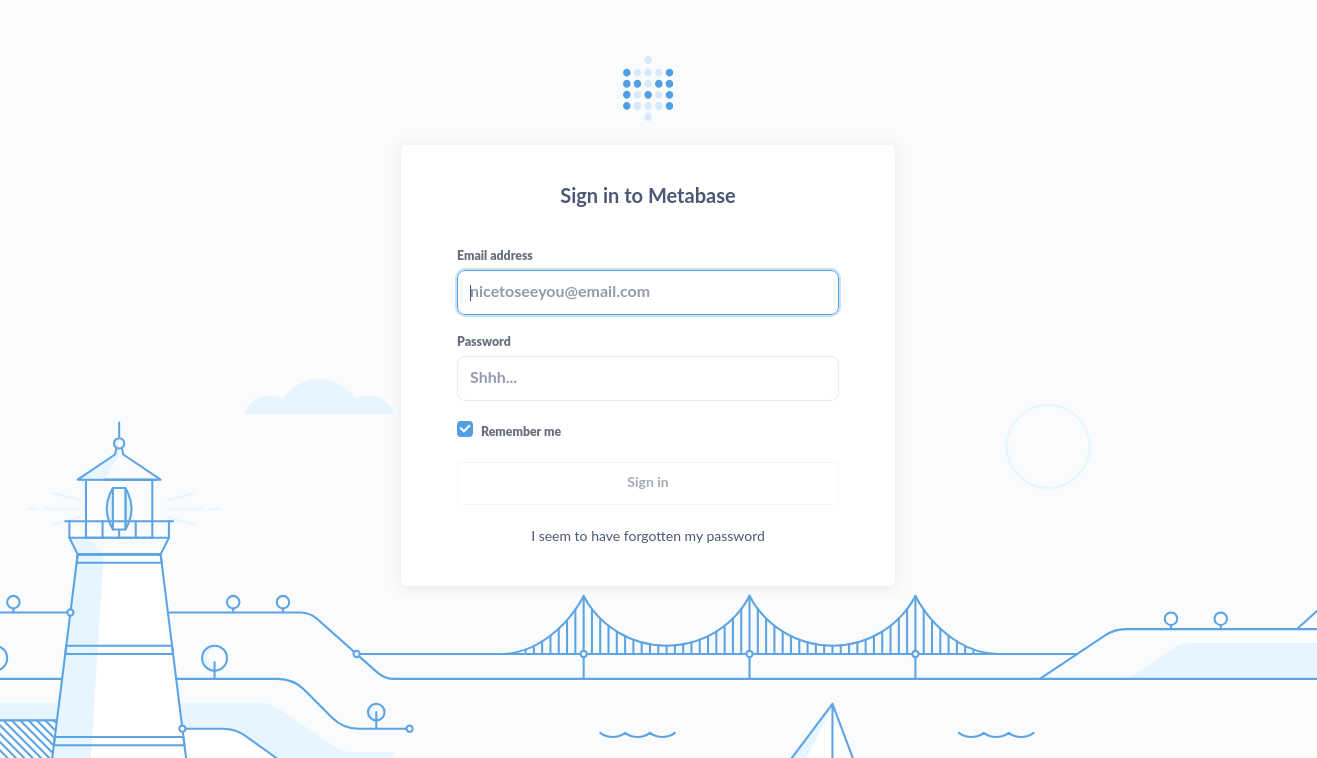 Sign in to Metabase
Email address
nicetoseeyou@email.com
Password
Shhh...
Remember me
Sign in
I seem to have forgotten my password